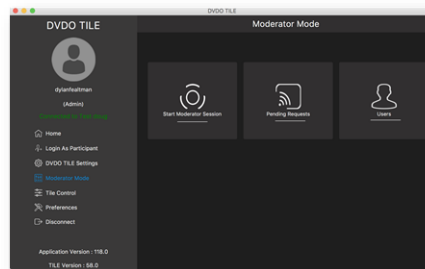 DVDO TILE
DVDO TILE
Moderator Mode
dylanfsaltman
(Admin)
Home
Login As Participant
DVDO TILE Settings
Moderator Mode
Tile Control
Preferences
Disconnect
Application Version : 118.0
TILE Version : 58.0
Start Moderator Session
Pending Requests
Users